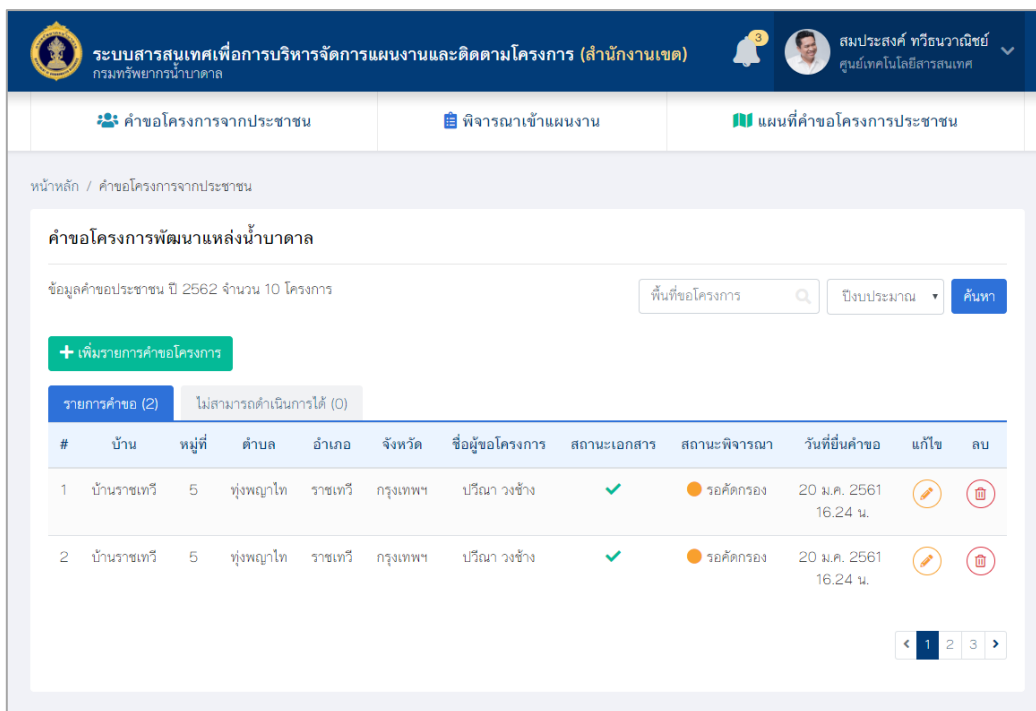 ระบบสารสนเทศเพื่อการบริหารจัดการแผนงานและติดตามโครงการ (สำนักงานเขต)
กรมทรัพยากรน้ำบาดาล
3
สมประสงค์ ทวีธนวาณิชย์
ศูนย์เทคโนโลยีสารสนเทศ
คำขอโครงการจากประชาชน
พิจารณาเข้าแผนงาน
แผนที่คำขอโครงการประชาชน
หน้าหลัก / คำขอโครงการจากประชาชน
คำขอโครงการพัฒนาแหล่งน้ำบาดาล
ข้อมูลคำขอประชาชน ปี 2562 จำนวน 10 โครงการ
พื้นที่ขอโครงการ
ปีงบประมาณ
ค้นหา
+ เพิ่มรายการคำขอโครงการ
รายการคำขอ (2) ไม่สามารถดำเนินการได้ (0)
# บ้าน หมู่ที่ ตำบล อำเภอ จังหวัด ชื่อผู้ขอโครงการ สถานะเอกสาร สถานะพิจารณา วันที่ยื่นคำขอ แก้ไข ลบ
1 บ้านราชเทวี 5 ทุ่งพญาไท ราชเทวี กรุงเทพฯ ปวีณา วงช้าง รอคัดกรอง 20 ม.ค. 2561
16.24 น.
2 บ้านราชเทวี 5 ทุ่งพญาไท ราชเทวี กรุงเทพฯ ปวีณา วงช้าง รอคัดกรอง 20 ม.ค. 2561
16.24 น.
1 2 3